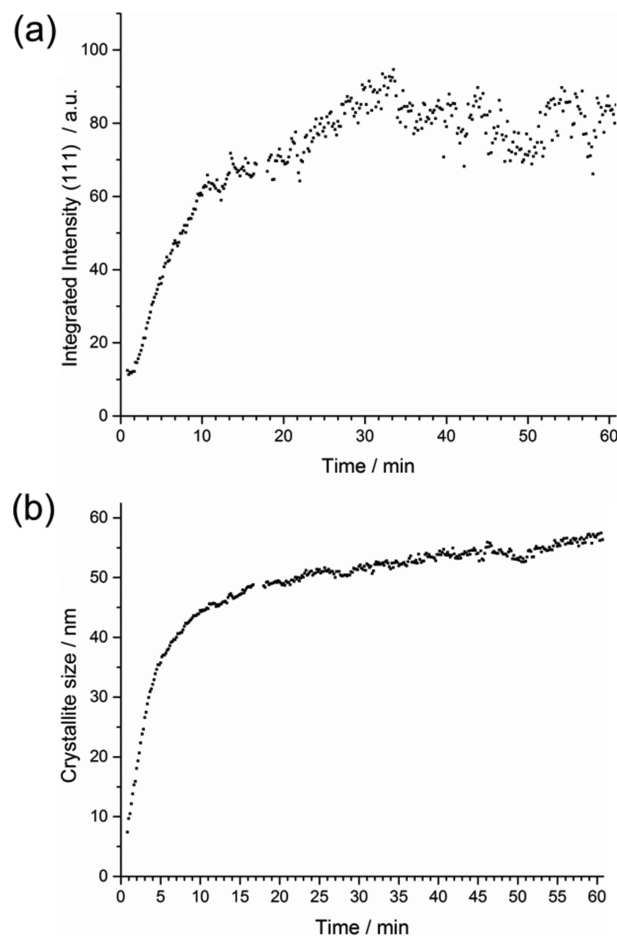 (a)
Integrated Intensity (111) / a.u.
100
80
60
40
20
0
0 10 20 30 40 50 60
Time / min
(b)
Crystallite size / nm
60
50
40
30
20
10
0
0 5 10 15 20 25 30 35 40 45 50 55 60
Time / min